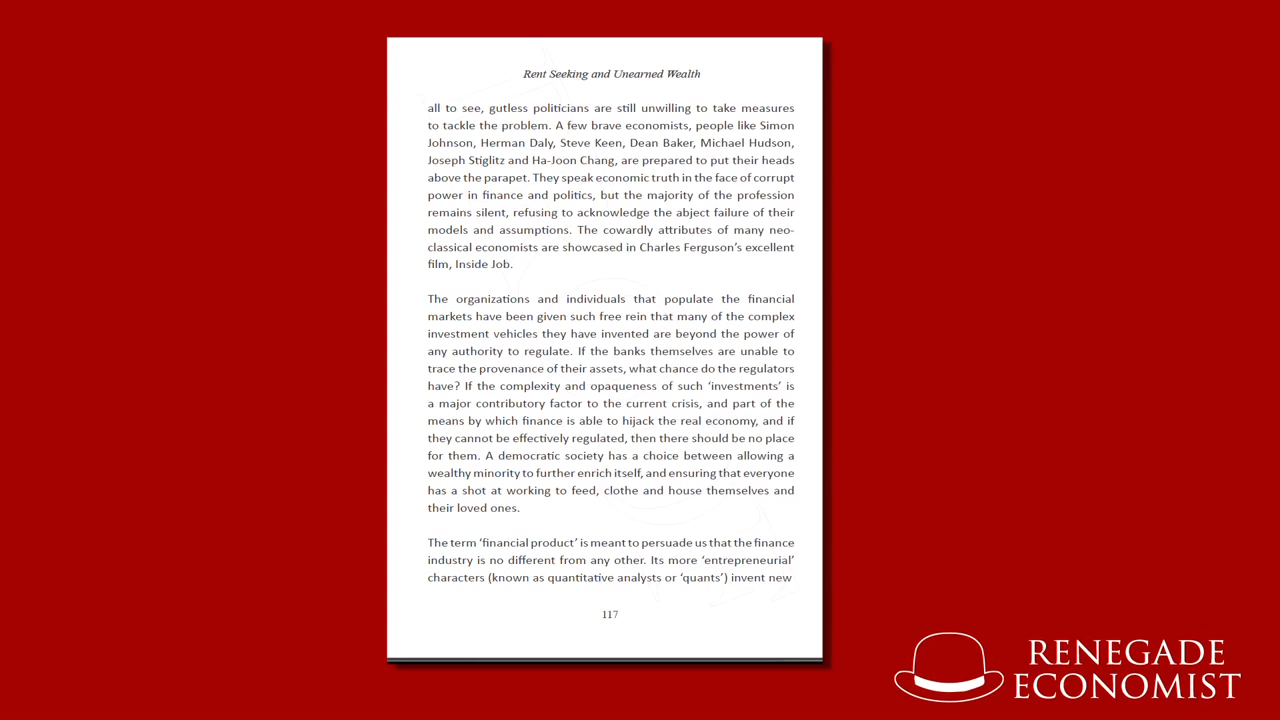 Rent Seeking and Unearned Wealth
all to see, gutless politicians are still unwilling to take measures
to tackle the problem. A few brave economists, people like Simon
Johnson, Herman Daly, Steve Keen, Dean Baker, Michael Hudson,
Joseph Stiglitz and Ha-Joon Chang, are prepared to put their heads
above the parapet. They speak economic truth in the face of corrupt
power in finance and politics, but the majority of the profession
remains silent, refusing to acknowledge the abject failure of their
models and assumptions. The cowardly attributes of many neo-
classical economists are showcased in Charles Ferguson’s excellent
film, Inside Job.
The organizations and individuals that populate the financial
markets have been given such free rein that many of the complex
investment vehicles they have invented are beyond the power of
any authority to regulate. If the banks themselves are unable to
trace the provenance of their assets, what chance do the regulators
have? If the complexity and opaqueness of such ‘investments’ is
a major contributory factor to the current crisis, and part of the
means by which finance is able to hijack the real economy, and if
they cannot be effectively regulated, then there should be no place
for them. A democratic society has a choice between allowing a
wealthy minority to further enrich itself, and ensuring that everyone
has a shot at working to feed, clothe and house themselves and
their loved ones.
The term ‘financial product’ is meant to persuade us that the finance
industry is no different from any other. Its more ‘entrepreneurial’
characters (known as quantitative analysts or ‘quants’) invent new
117
RENEGADE
ECONOMIST